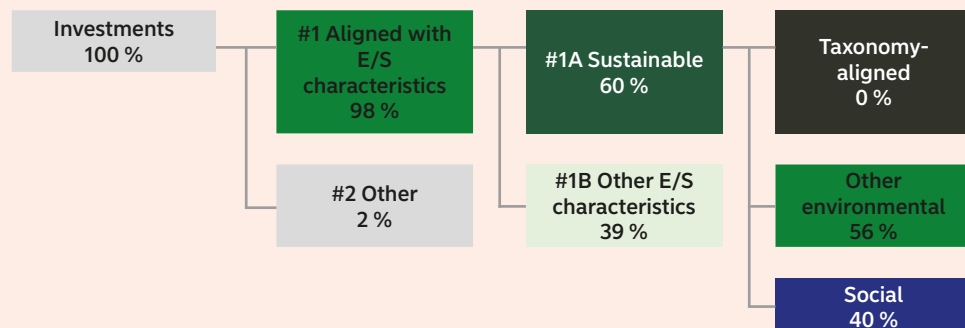 Investments
100 %
#1 Aligned with
E/S
characteristics
98 %
#1A Sustainable
60 %
Taxonomy-
aligned
0 %
#2 Other
2 %
#1B Other E/S
characteristics
39 %
Other
environmental
56 %
Social
40 %